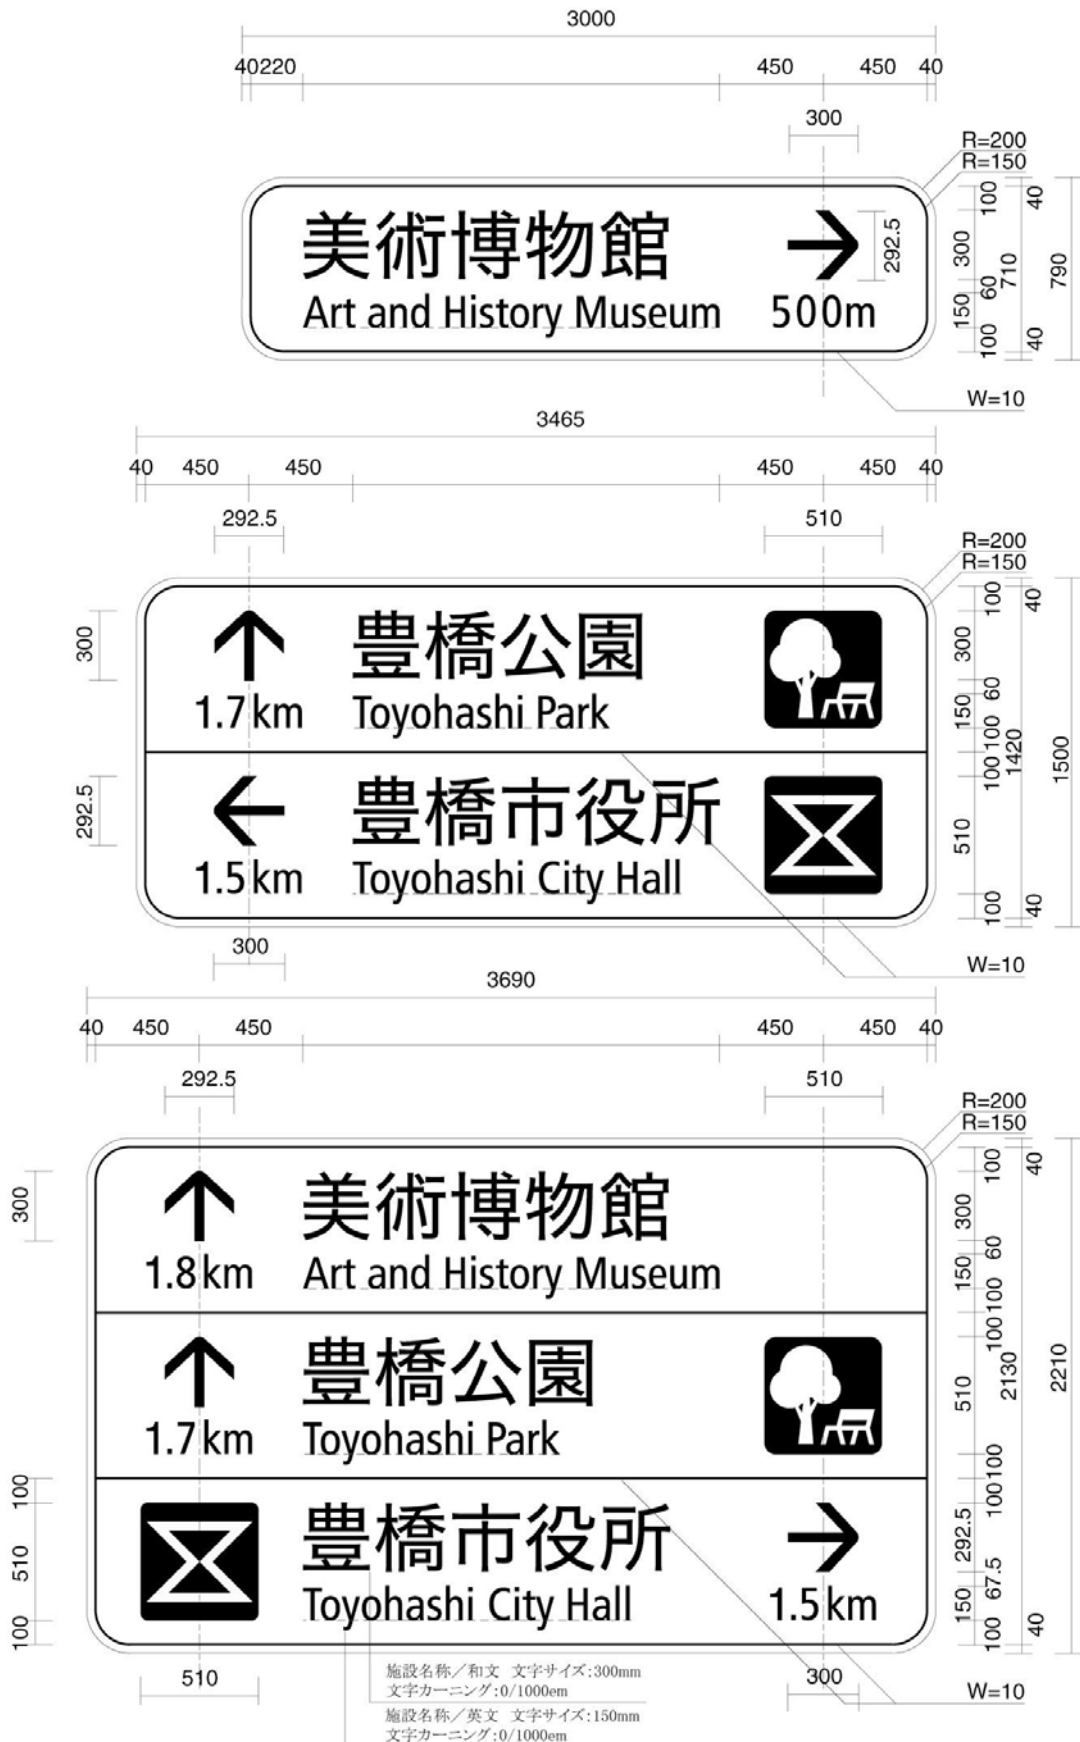 3000
40 220 450 450 40
300
R=200
R=150
美術博物館
Art and History Museum
500m
292.5
100 300 60 150 100
40 710 40
790
W=10
3465
40 450 450 450 450 40
292.5 510
R=200
R=150
300
豊橋公園
1.7km Toyohashi Park
292.5
豊橋市役所
1.5km Toyohashi City Hall
100 300 60 150 100 100 510 100
40 1420 40
1500
300
W=10
3690
40 450 450 450 450 40
292.5 510
R=200
R=150
300
美術博物館
1.8km Art and History Museum
豊橋公園
1.7km Toyohashi Park
100 510 100
豊橋市役所
Toyohashi City Hall 1.5km
100 300 60 150 100 100 510 100 100 292.5 67.5 150 100
40 2130 40
2210
510
施設名称/和文 文字サイズ:300mm
文字カーニング:0/1000em
施設名称/英文 文字サイズ:150mm
文字カーニング:0/1000em
300
W=10